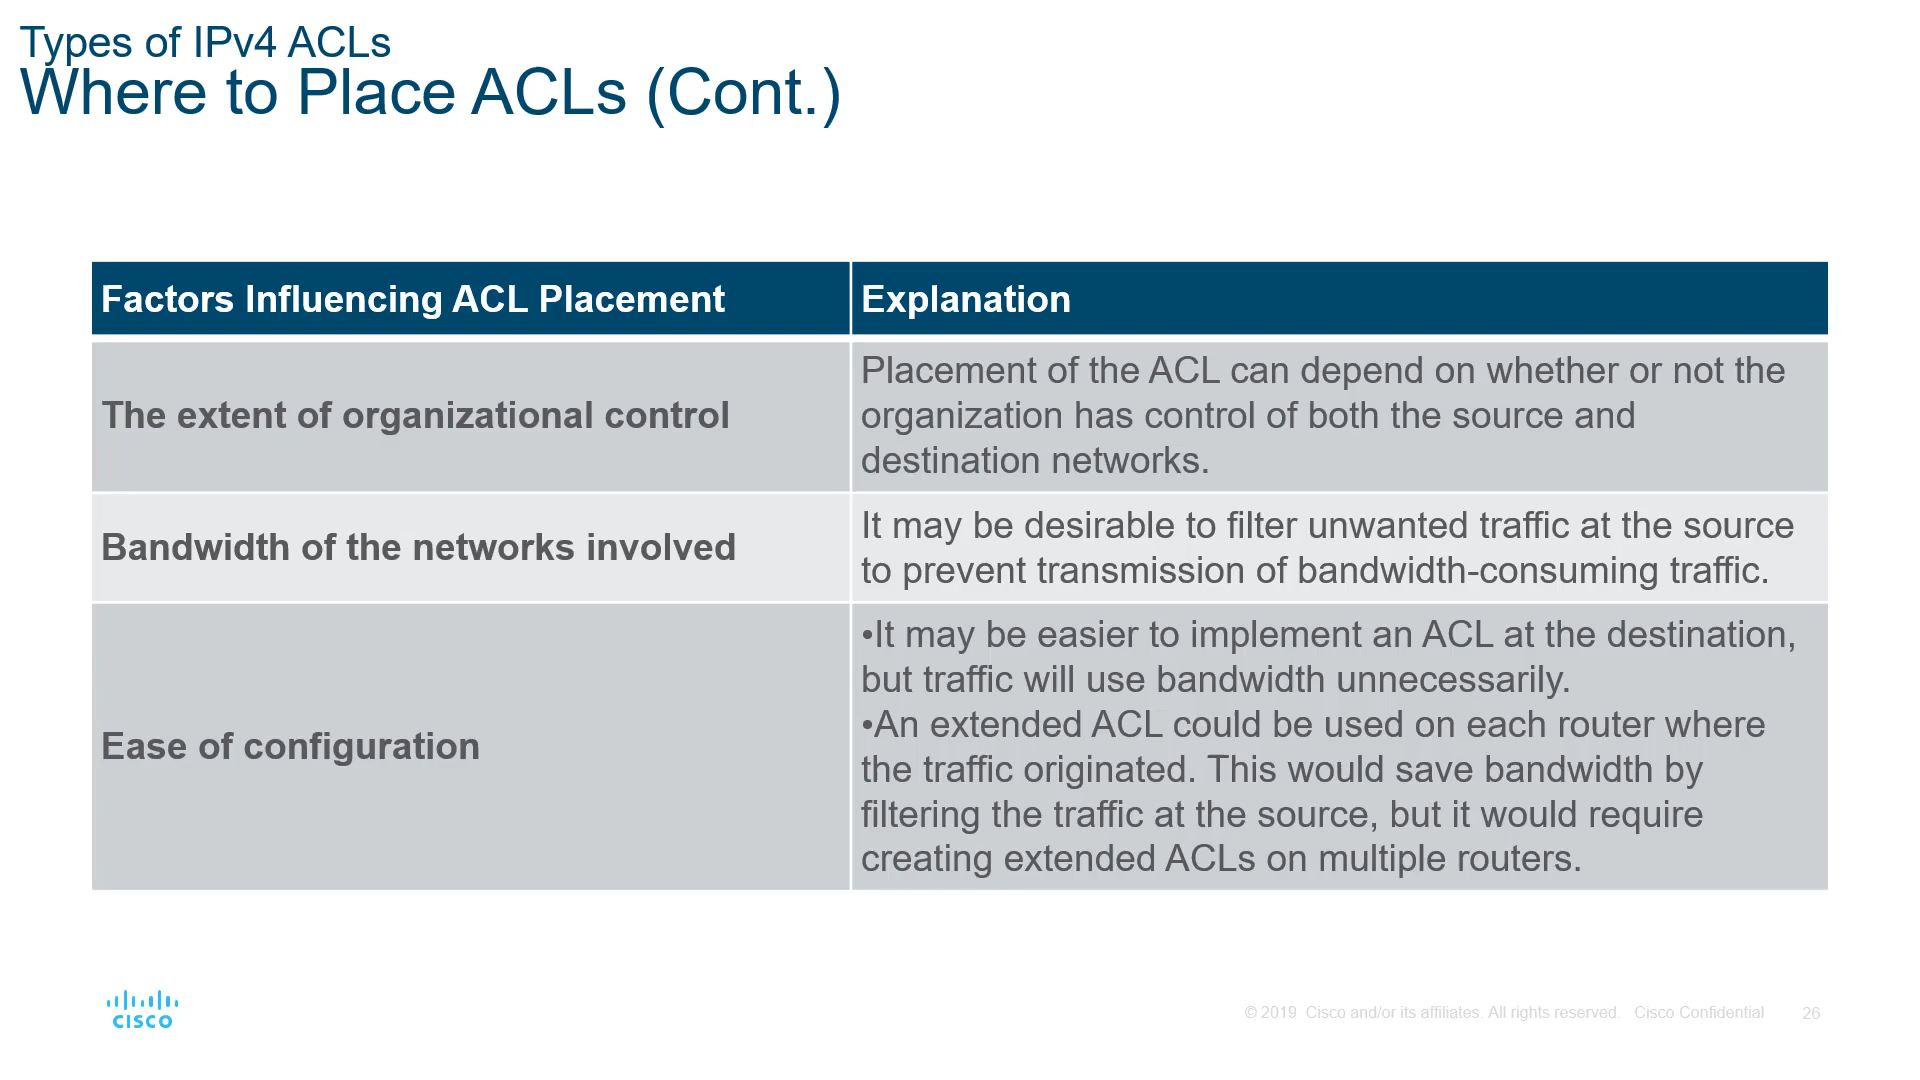 Types of IPv4 ACLs
Where to Place ACLs (Cont.)
Factors Influencing ACL Placement
Explanation
The extent of organizational control
Placement of the ACL can depend on whether or not the
organization has control of both the source and
destination networks.
Bandwidth of the networks involved
It may be desirable to filter unwanted traffic at the source
to prevent transmission of bandwidth-consuming traffic.
Ease of configuration
•It may be easier to implement an ACL at the destination,
but traffic will use bandwidth unnecessarily.
•An extended ACL could be used on each router where
the traffic originated. This would save bandwidth by
filtering the traffic at the source, but it would require
creating extended ACLs on multiple routers.
CISCO
© 2019 Cisco and/or its affiliates. All rights reserved. Cisco Confidential 26